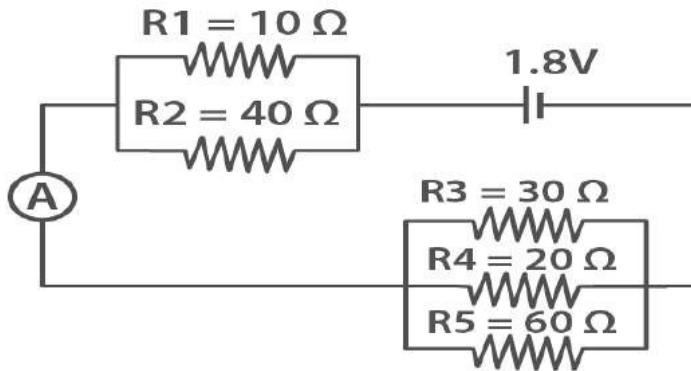 R1 = 10 Ω
1.8V
R2 = 40 Ω
A
R3 = 30 Ω
R4 = 20 Ω
R5 = 60 Ω